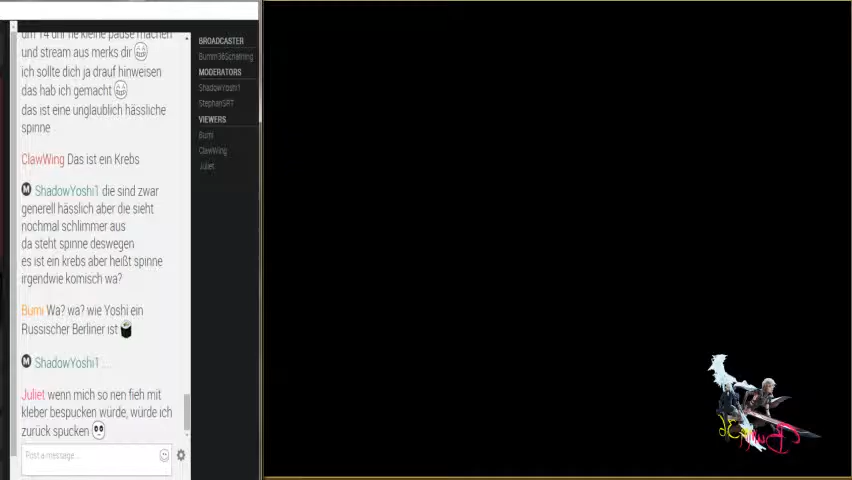 um 14 uhr ne kleine pause machen
und stream aus merks dir
ich sollte dich ja drauf hinweisen
das hab ich gemacht
das ist eine unglaublich hässliche
spinne
ClawWing Das ist ein Krebs
M ShadowYoshi1 die sind zwar
generell hässlich aber die sieht
nochmal schlimmer aus
da steht spinne deswegen
es ist ein krebs aber heißt spinne
irgendwie komisch wa?
Bumi Wa? wa? wie Yoshi ein
Russischer Berliner ist
M ShadowYoshi1 ....
Juliet wenn mich so nen fieh mit
kleber bespucken würde, würde ich
zurück spucken
Post a message...
BROADCASTER
MODERATORS
ShadowYoshi1
StephanSRT
VIEWERS
Bumi
ClawWing
Juliet